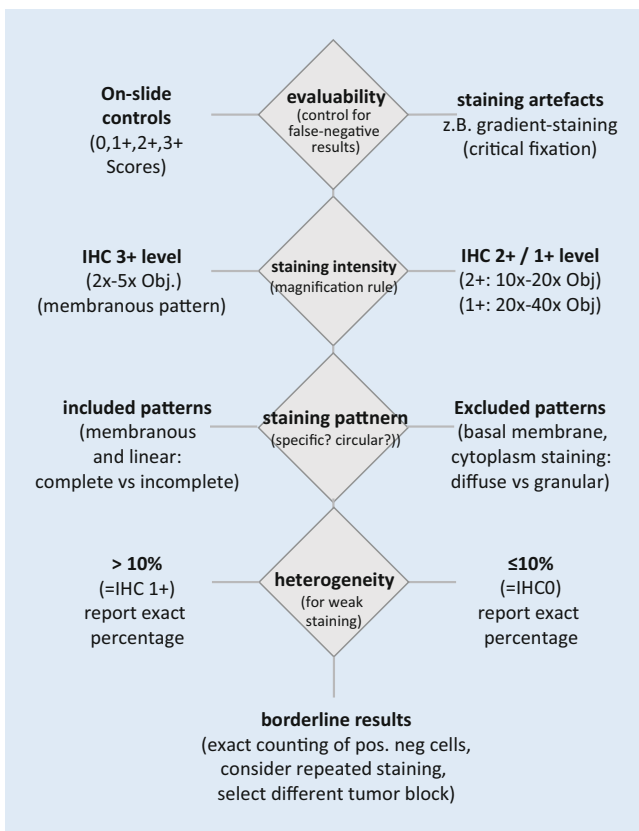 On-slide
controls
(0,1+,2+,3+
Scores)
evaluability
(control for
false-negative
results)
staining artefacts
z.B. gradient-staining
(critical fixation)
IHC 3+ level
(2x-5x Obj.)
(membranous pattern)
staining intensity
(magnification rule)
IHC 2+ / 1+ level
(2+: 10x-20x Obj)
(1+: 20x-40x Obj)
included patterns
(membranous
and linear:
complete vs incomplete)
staining pattnern
(specific? circular?))
Excluded patterns
(basal membrane,
cytoplasm staining:
diffuse vs granular)
> 10%
(=IHC 1+)
report exact
percentage
heterogeneity
(for weak
staining)
≤10%
(=IHC0)
report exact
percentage
borderline results
(exact counting of pos. neg cells,
consider repeated staining,
select different tumor block)